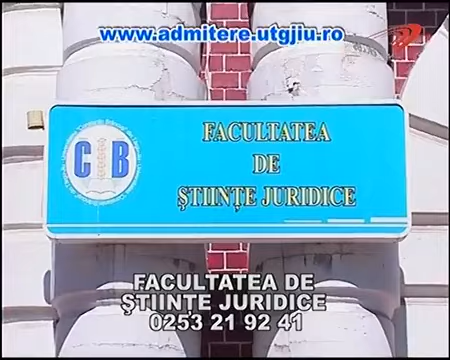 www.admitere.utgjiu.ro
FACULTATEA
DE
ŞTIINŢE JURIDICE
C B
FACULTATEA DE
ŞTIINŢE JURIDICE
0253 21 92 41